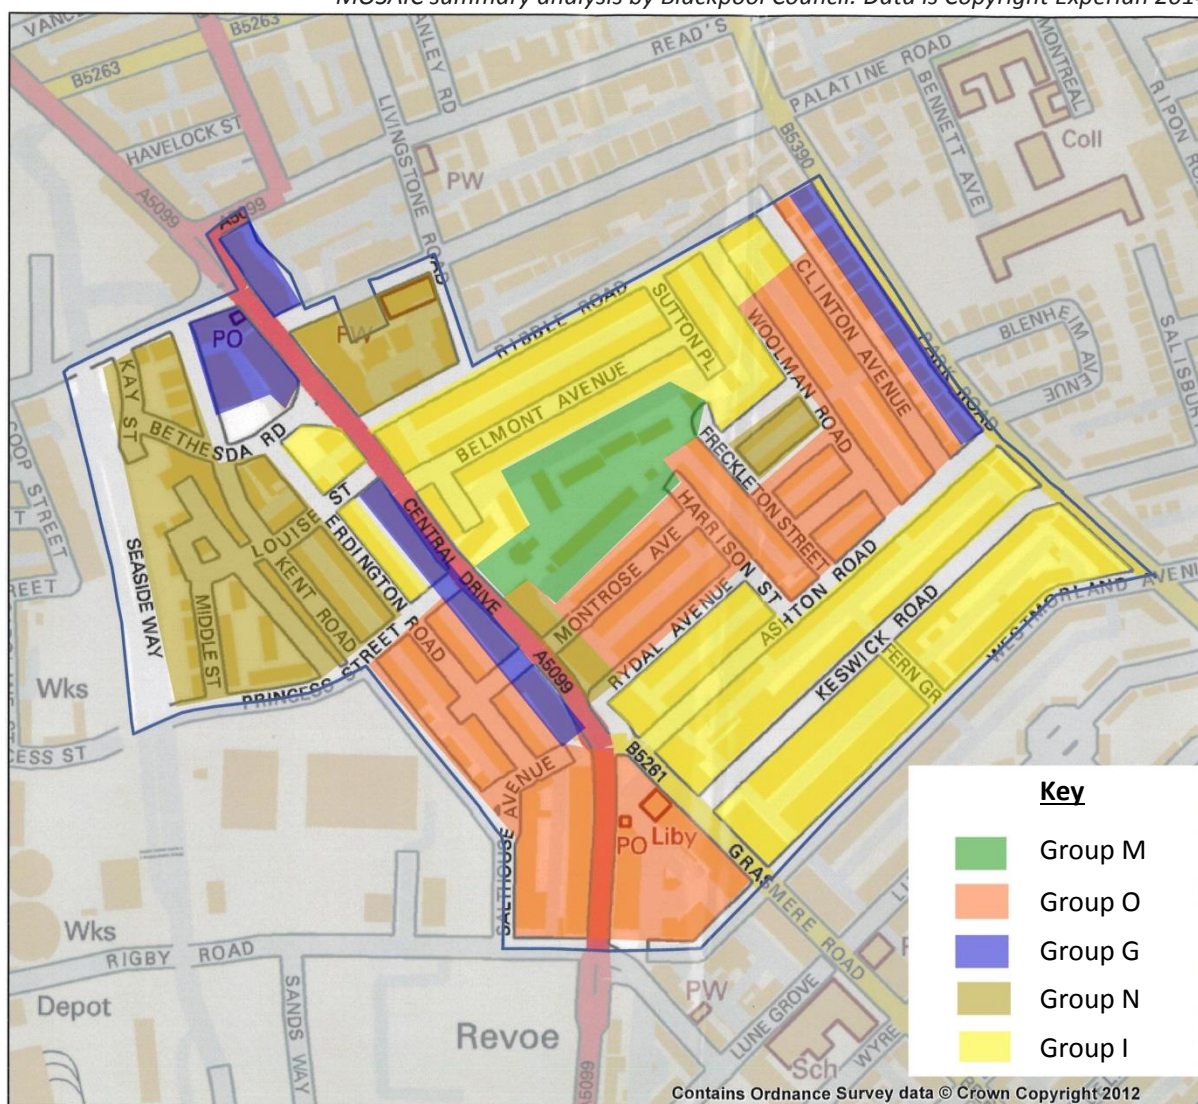 MOSAIC summary analysis by Blackpool Council. Data is Copyright Experian 201
B5263
B5263
READ'S
PALATINE ROAD
MONTREAL
BENNETT AVE
RIPON
Coll
HAVELOCK ST
LIVINGSTONE ROAD
PW
B5390
A5099
A5099
PO
RIBBLE ROAD
SUTTON PL
CLINTON AVENUE
WOOLMAN ROAD
PARK ROAD
BLENHEIM AVENUE
KAY ST
BETHESDA RD
BELMONT AVENUE
FRECKLETON STREET
HARRISON ST
LOUISE ST
ERDINGTON ROAD
CENTRAL DRIVE
MONTROSE AVE
ASHTON ROAD
SEASIDE WAY
MIDDLE ST
KENT ROAD
PRINCESS STREET
RYDAL AVENUE
KESWICK ROAD
FERN GR
WESTMORLAND
A5099
Wks
CESS ST
B5261
SALTHOUSE AVENUE
PO
Liby
GRASMERE ROAD
Wks
RIGBY ROAD
Depot
SANDS WAY
Revoe
PW
LUNE GROVE
WYRE
Sch
A5099
Key
Group M
Group O
Group G
Group N
Group I
Contains Ordnance Survey data © Crown Copyright 2012